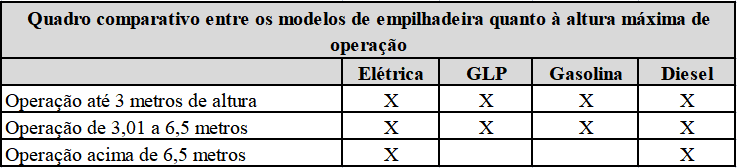 Quadro comparativo entre os modelos de empilhadeira quanto à altura máxima de
operação
Elétrica GLP Gasolina Diesel
Operação até 3 metros de altura X X X X
Operação de 3,01 a 6,5 metros X X X X
Operação acima de 6,5 metros X X